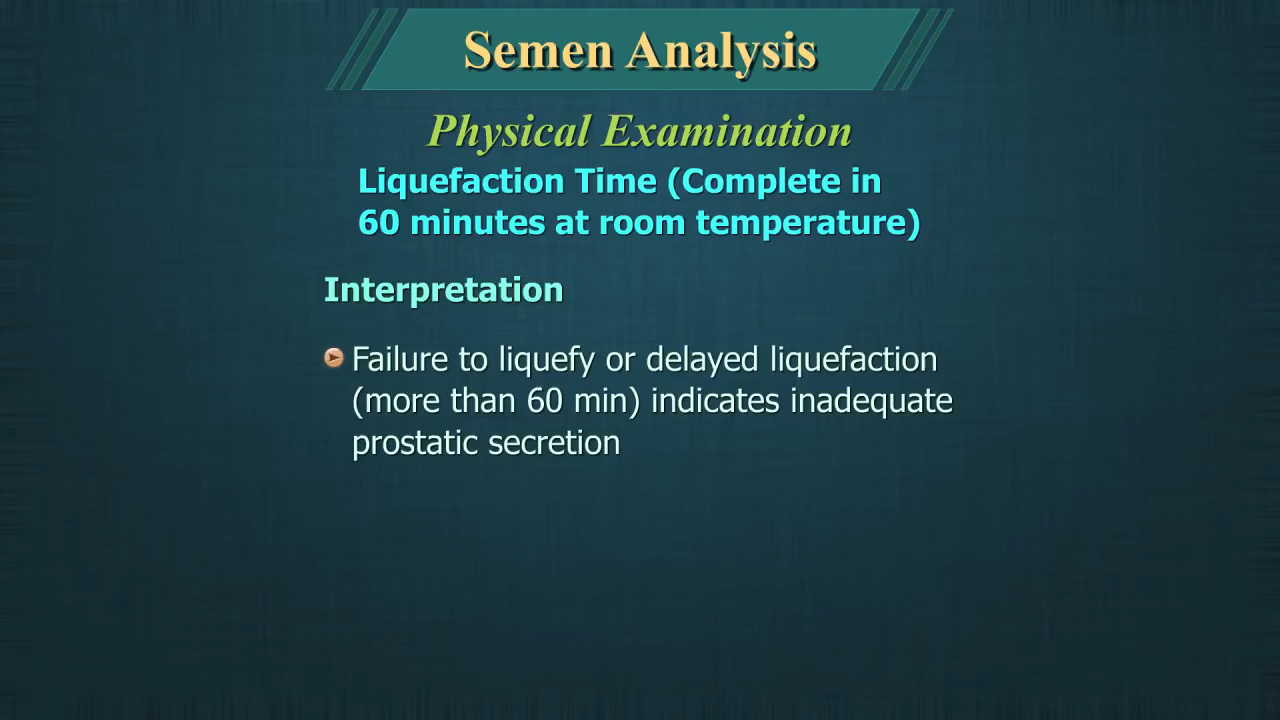 Semen Analysis
Physical Examination
Liquefaction Time (Complete in
60 minutes at room temperature)
Interpretation
Failure to liquefy or delayed liquefaction
(more than 60 min) indicates inadequate
prostatic secretion